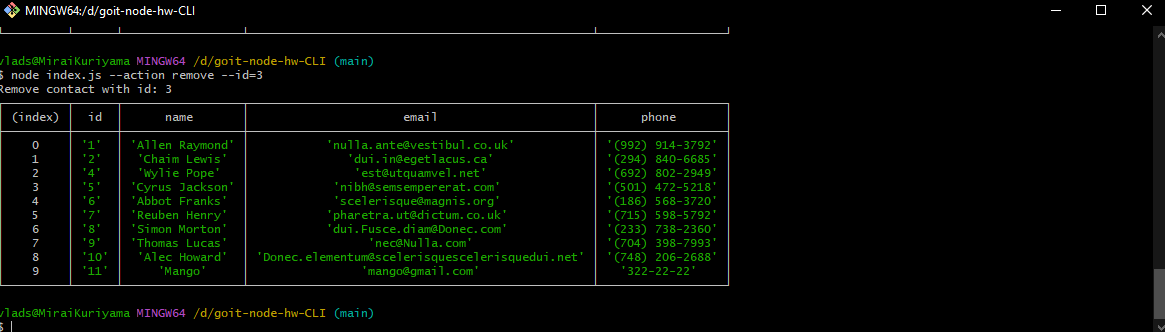 MINGW64:/d/goit-node-hw-CLI
vlads@MiraiKuriyama MINGW64 /d/goit-node-hw-CLI (main)
$ node index.js --action remove --id=3
Remove contact with id: 3
(index) id name email phone
0 '1' 'Allen Raymond' 'nulla.ante@vestibul.co.uk' '(992) 914-3792'
1 '2' 'Chaim Lewis' 'dui.in@egetlacus.ca' '(294) 840-6685'
2 '4' 'Wylie Pope' 'est@utquamvel.net' '(692) 802-2949'
3 '5' 'Cyrus Jackson' 'nibh@semsempererat.com' '(501) 472-5218'
4 '6' 'Abbot Franks' 'scelerisque@magnis.org' '(186) 568-3720'
5 '7' 'Reuben Henry' 'pharetra.ut@dictum.co.uk' '(715) 598-5792'
6 '8' 'Simon Morton' 'dui.Fusce.diam@Donec.com' '(233) 738-2360'
7 '9' 'Thomas Lucas' 'nec@Nulla.com' '(704) 398-7993'
8 '10' 'Alec Howard' 'Donec.elementum@scelerisquescelerisquedui.net' '(748) 206-2688'
9 '11' 'Mango' 'mango@gmail.com' '322-22-22'
vlads@MiraiKuriyama MINGW64 /d/goit-node-hw-CLI (main)
$